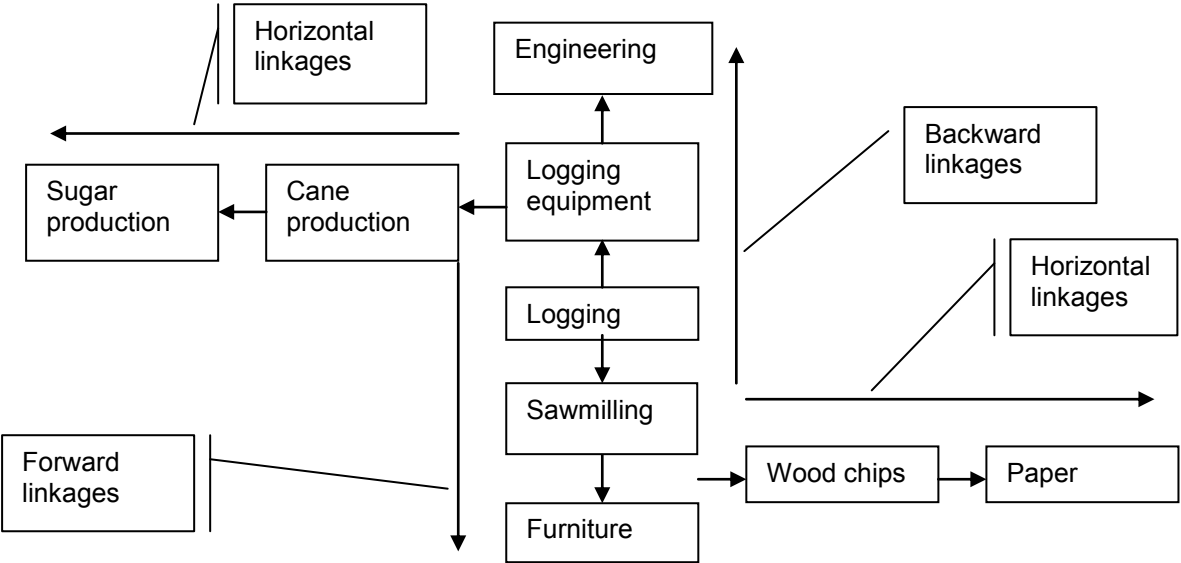 Horizontal
linkages
Engineering
Backward
linkages
Sugar
production
Cane
production
Logging
equipment
Horizontal
linkages
Logging
Sawmilling
Forward
linkages
Wood chips
Paper
Furniture